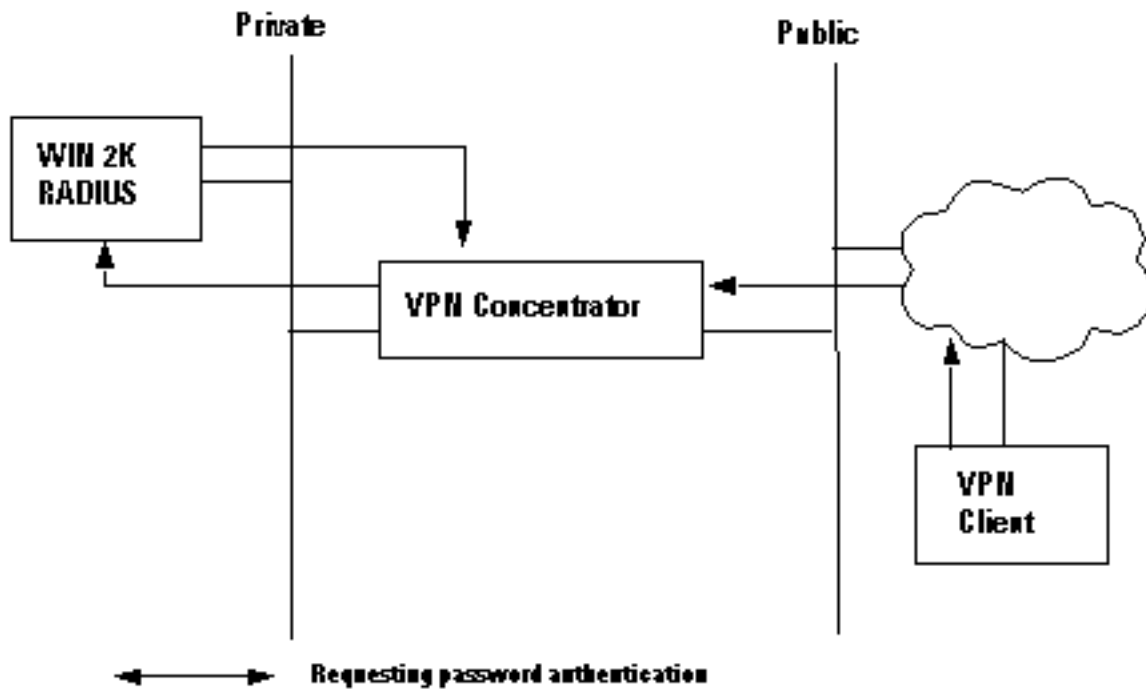 Private
Public
WIN 2K
RADIUS
VPN Concentrator
VPN
Client
Requesting password authentication